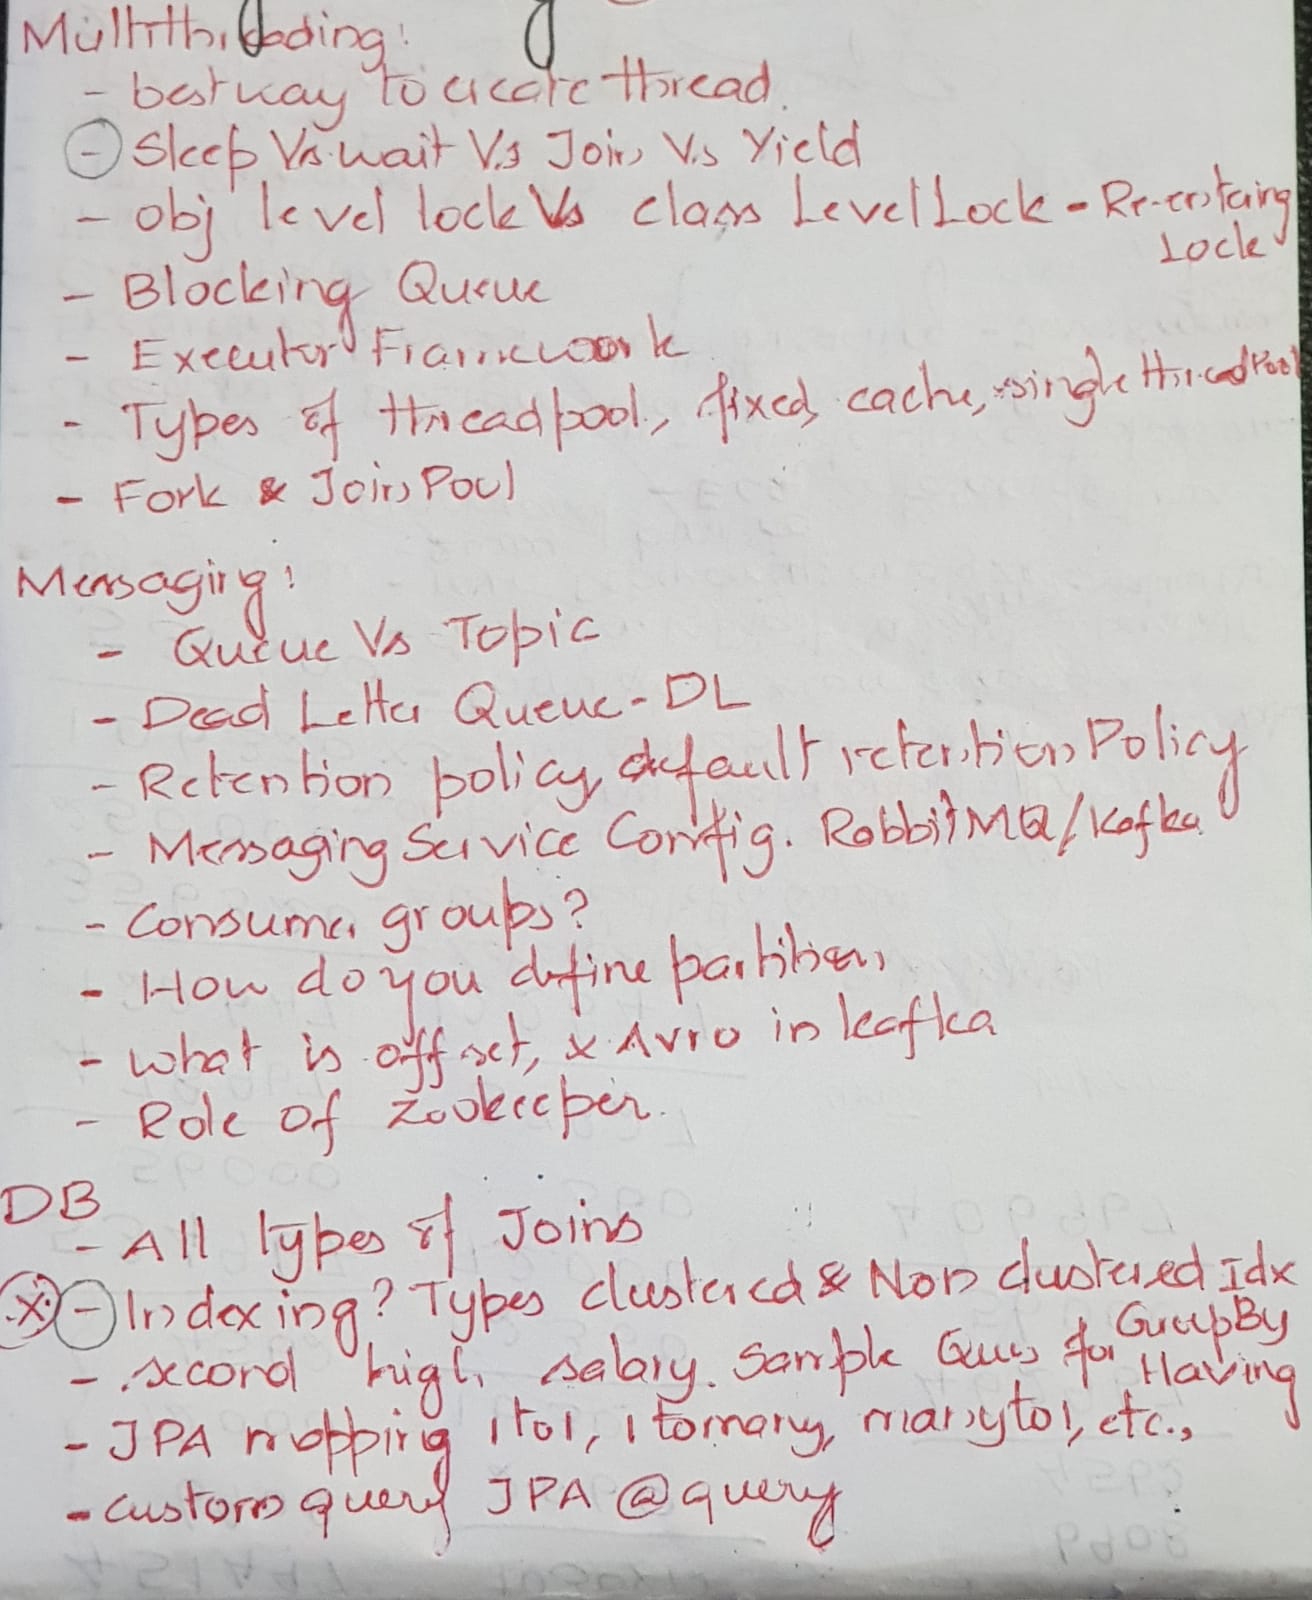 Multithreading:
- best way to create thread.
- Sleep Vs wait Vs Join Vs Yield
- obj level lock Vs class Level Lock - Re-entering
Lock
- Blocking Queue
- Executor Framework
- Types of threadpool, fixed, cache, single threadPool
- Fork & Join Pool
Messaging:
- Queue Vs Topic
- Dead Letter Queue - DL
- Retention policy, default retention Policy
- Messaging Service Config. RabbitMQ/Kafka
- Consumer groups?
- How do you define partition,
- what is offset, x Avro in kafka
- Role of zookeeper.
DB
- All types of Joins
x - Indexing? Types clustered & Non clustered Idx
- second high salary. Sample Ques for GroupBy
Having
- JPA mapping 1to1, 1tomany, manyto1, etc.,
- custom query JPA @query